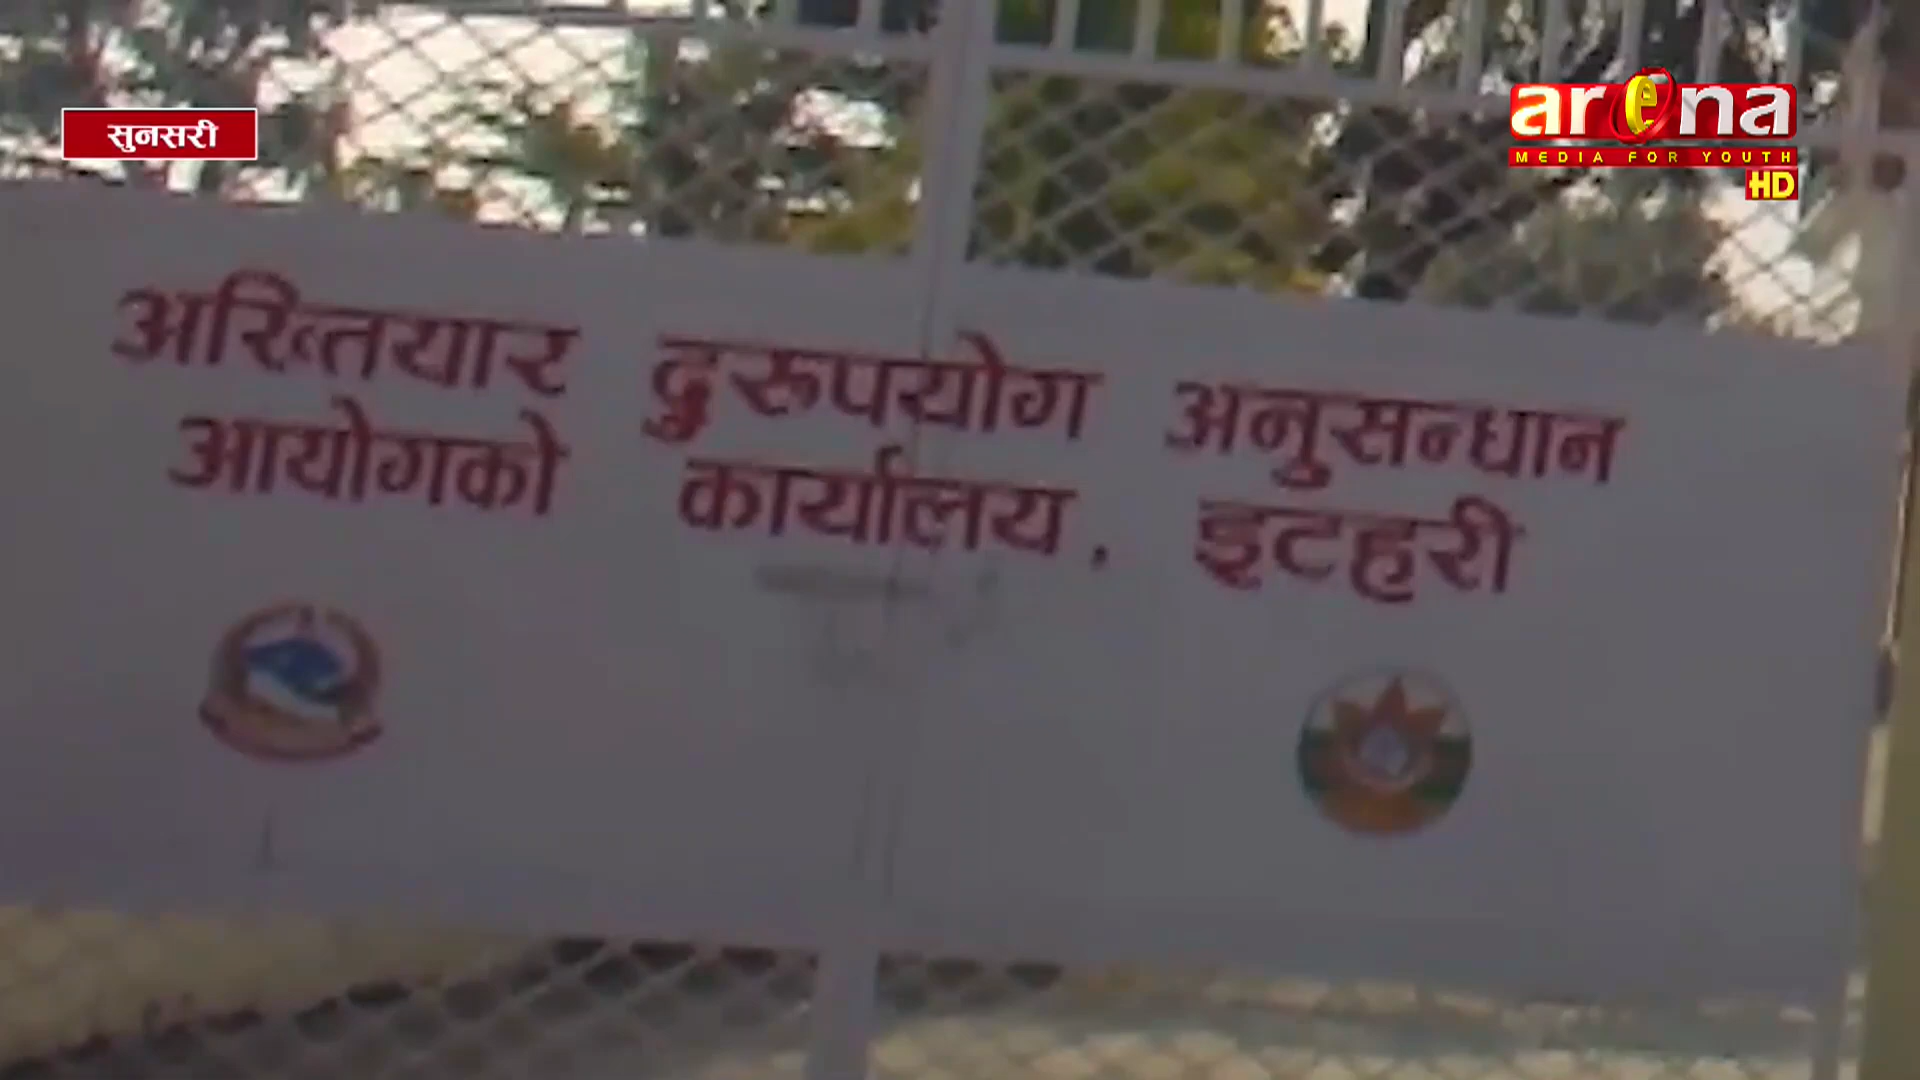 सुनसरी
arena
MEDIA FOR YOUTH
HD
अख्तियार दुरुपयोग अनुसन्धान
आयोगको कार्यालय, इटहरी